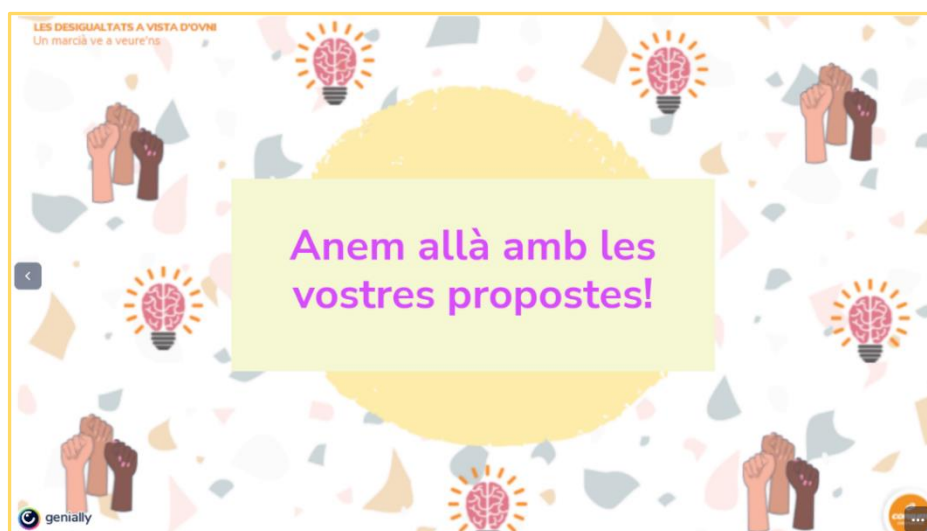 LES DESIGUALTATS A VISTA D'OVNI
Un marcià ve a veure'ns
Anem allà amb les
vostres propostes!
genially